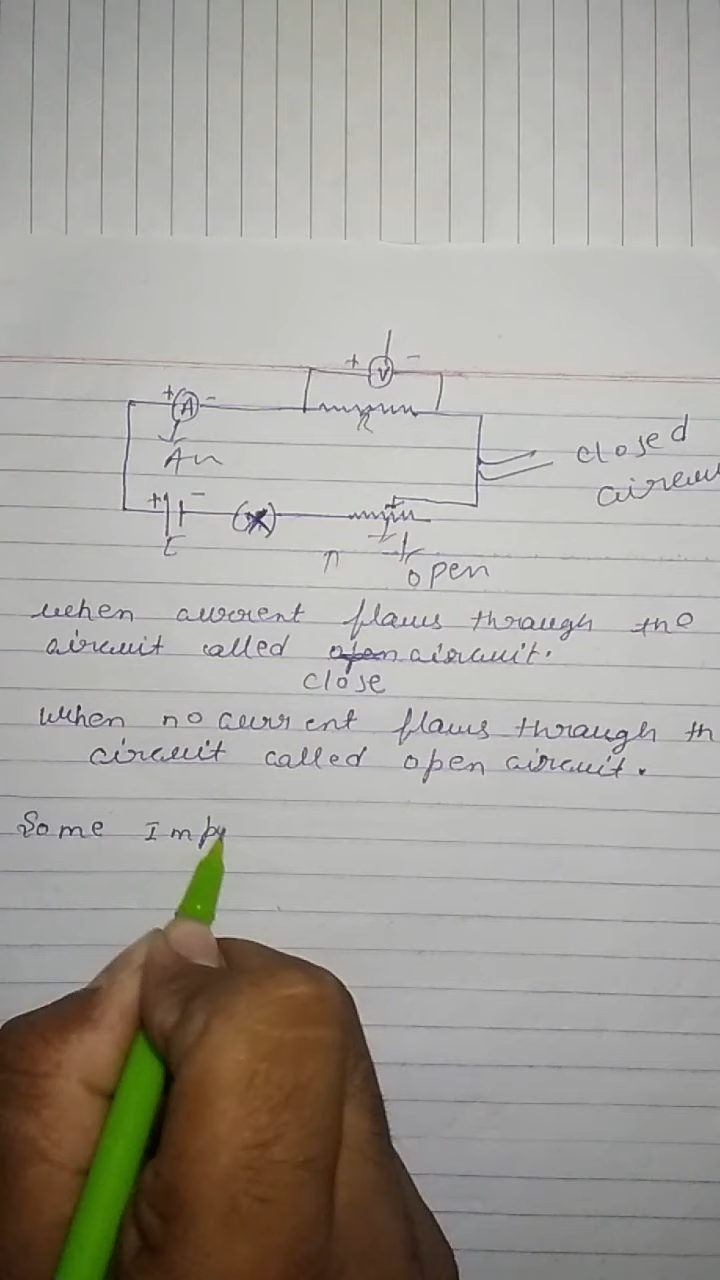 + V -
+ A -
R
closed
An
+ -
E
open
when current flows through the
circuit called open circuit.
close
when no current flows through th
circuit called open circuit.
Some Imp